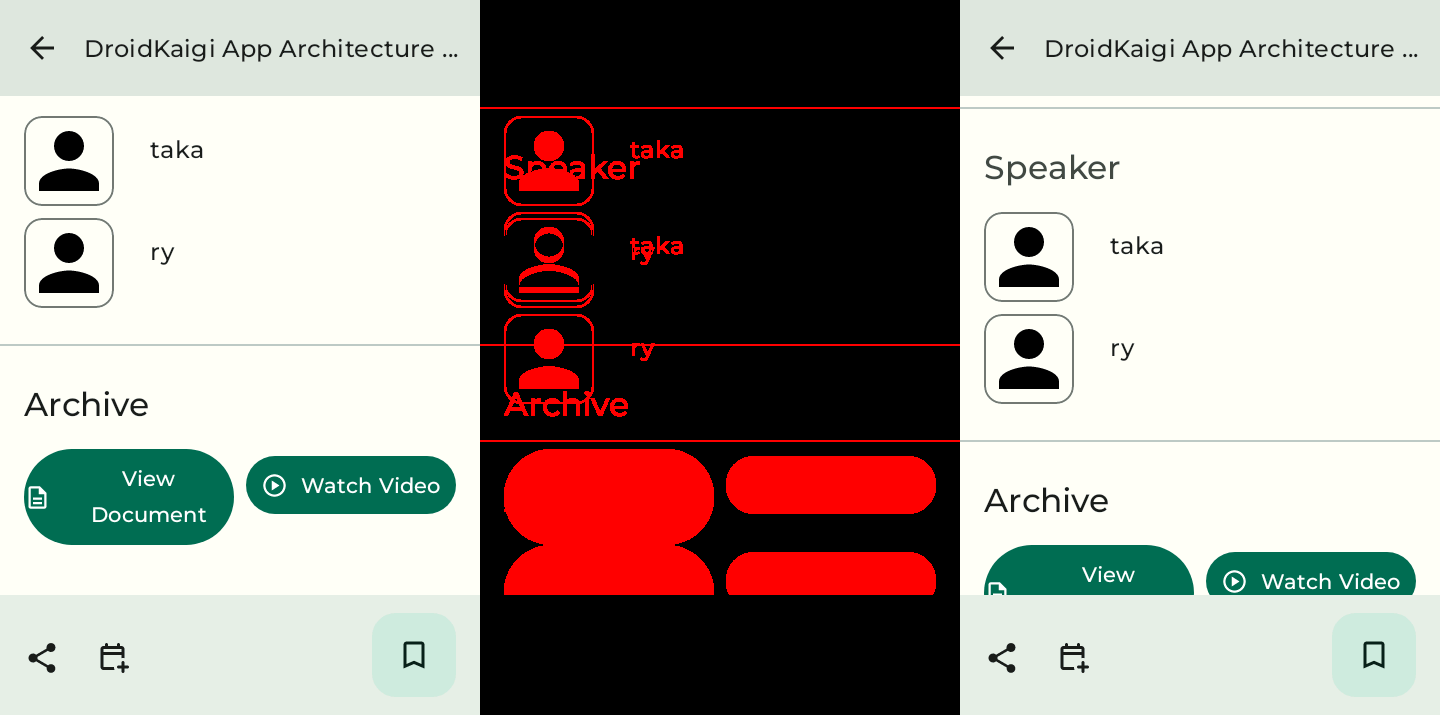 DroidKaigi App Architecture ...
taka
ry
Archive
View
Document
Watch Video
taka
Speaker
taka
ry
ry
Archive
DroidKaigi App Architecture ...
Speaker
taka
ry
Archive
View
Watch Video